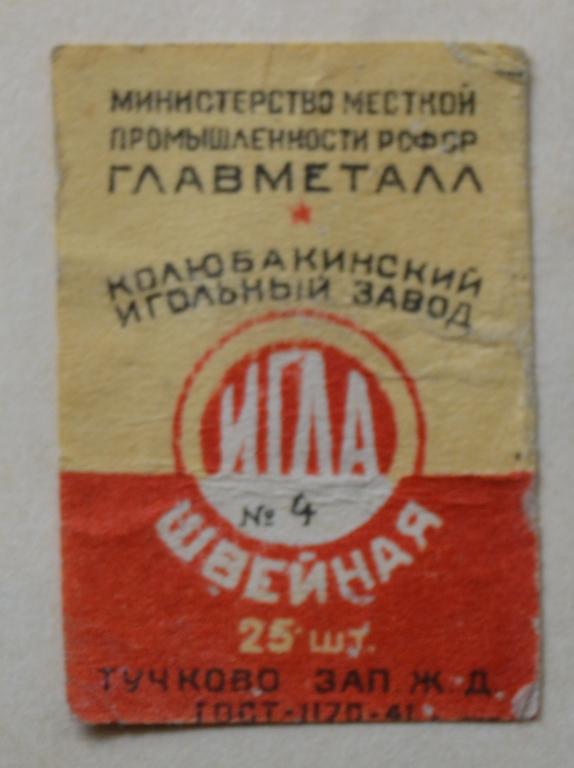 МИНИСТЕРСТВО МЕСТНОЙ
ПРОМЫШЛЕННОСТИ РСФСР
ГЛАВМЕТАЛЛ
КОЛЮБАКИНСКИЙ
ИГОЛЬНЫЙ ЗАВОД
ИГЛА
№ 4
ШВЕЙНАЯ
25 ШТ.
ТУЧКОВО ЗАП. Ж. Д.
ГОСТ-1170-41